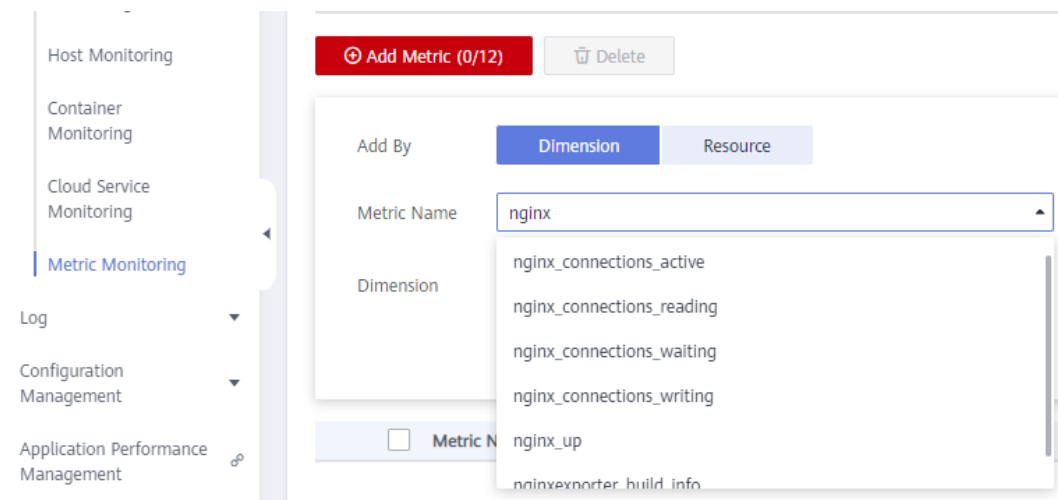 Host Monitoring
Container
Monitoring
Cloud Service
Monitoring
Metric Monitoring
Log
Configuration
Management
Application Performance
Management
Add Metric (0/12)
Delete
Add By
Dimension
Resource
Metric Name
nginx
Dimension
nginx_connections_active
nginx_connections_reading
nginx_connections_waiting
nginx_connections_writing
nginx_up
nginxexporter_build_info
Metric N